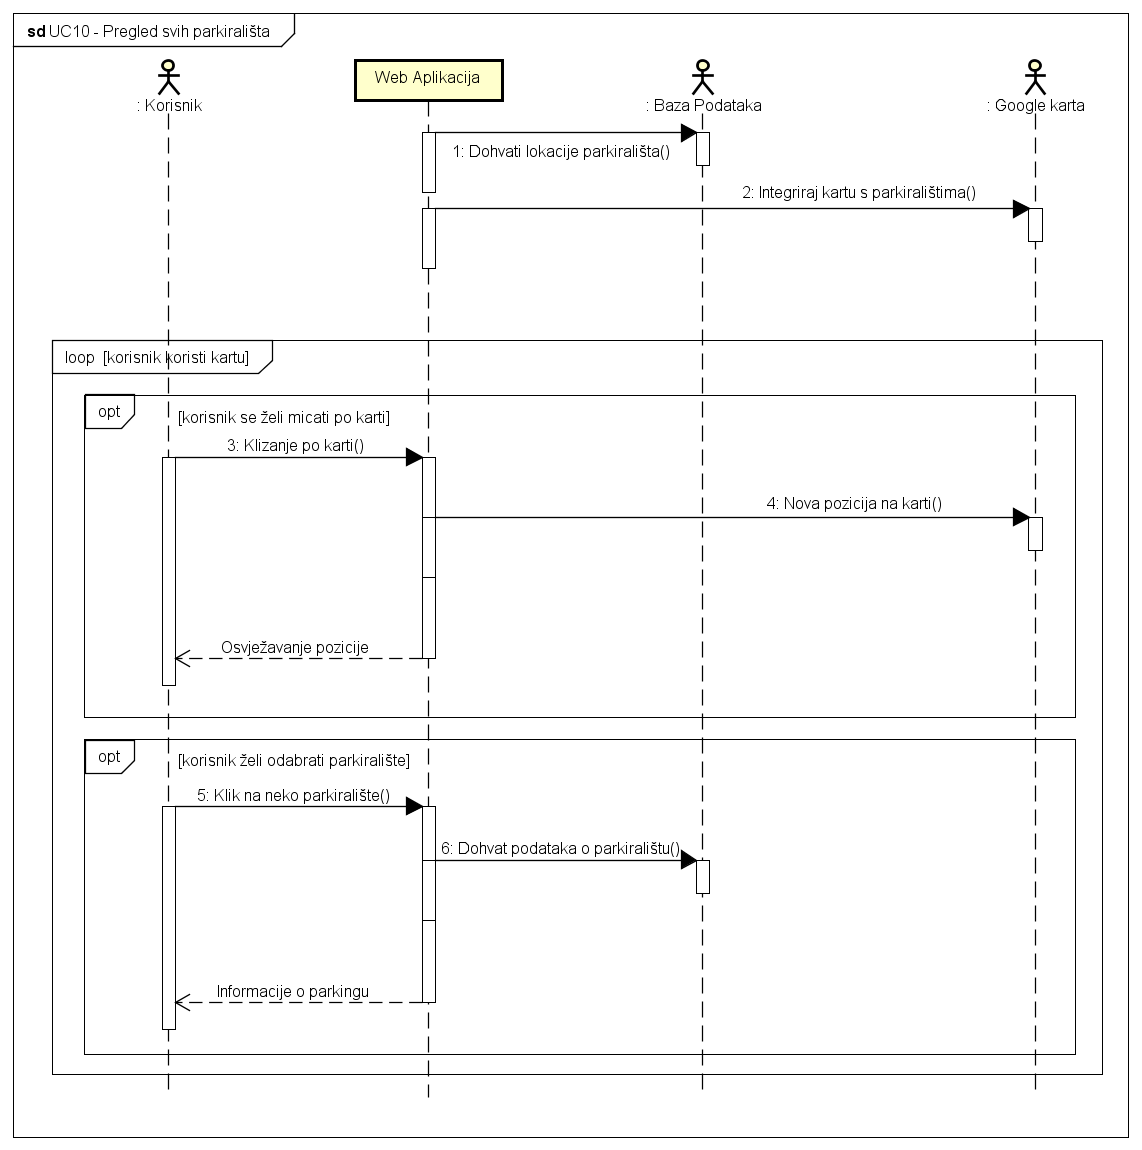 sd UC10 - Pregled svih parkirališta
: Korisnik
Web Aplikacija
: Baza Podataka
: Google karta
1: Dohvati lokacije parkirališta()
2: Integriraj kartu s parkiralištima()
loop [korisnik koristi kartu]
opt
[korisnik se želi micati po karti]
3: Klizanje po karti()
4: Nova pozicija na karti()
Osvježavanje pozicije
opt
[korisnik želi odabrati parkiralište]
5: Klik na neko parkiralište()
6: Dohvat podataka o parkiralištu()
Informacije o parkingu